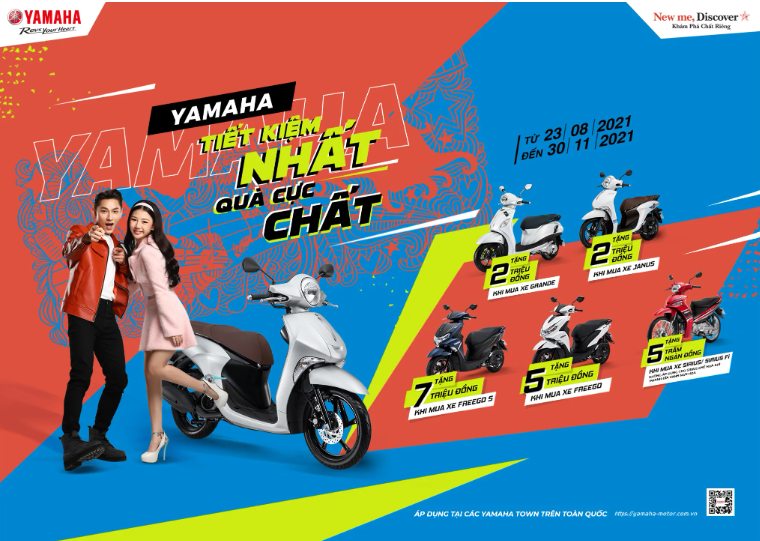 YAMAHA
Revs Your Heart
New me, Discover
Khám Phá Chất Riêng
YAMAHA
YAMAHA
TIẾT KIỆM
NHẤT
QUÀ CỰC
CHẤT
TỪ 23 | 08 | 2021
ĐẾN 30 | 11 | 2021
TẶNG
2 TRIỆU ĐỒNG
KHI MUA XE GRANDE
TẶNG
2 TRIỆU ĐỒNG
KHI MUA XE JANUS
TẶNG
7 TRIỆU ĐỒNG
KHI MUA XE FREEGO S
TẶNG
5 TRIỆU ĐỒNG
KHI MUA XE FREEGO
TẶNG
5 TRĂM
NGÀN ĐỒNG
KHI MUA XE SIRIUS/ SIRIUS FI
ÁP DỤNG TẠI CÁC YAMAHA TOWN TRÊN TOÀN QUỐC
https://yamaha-motor.com.vn